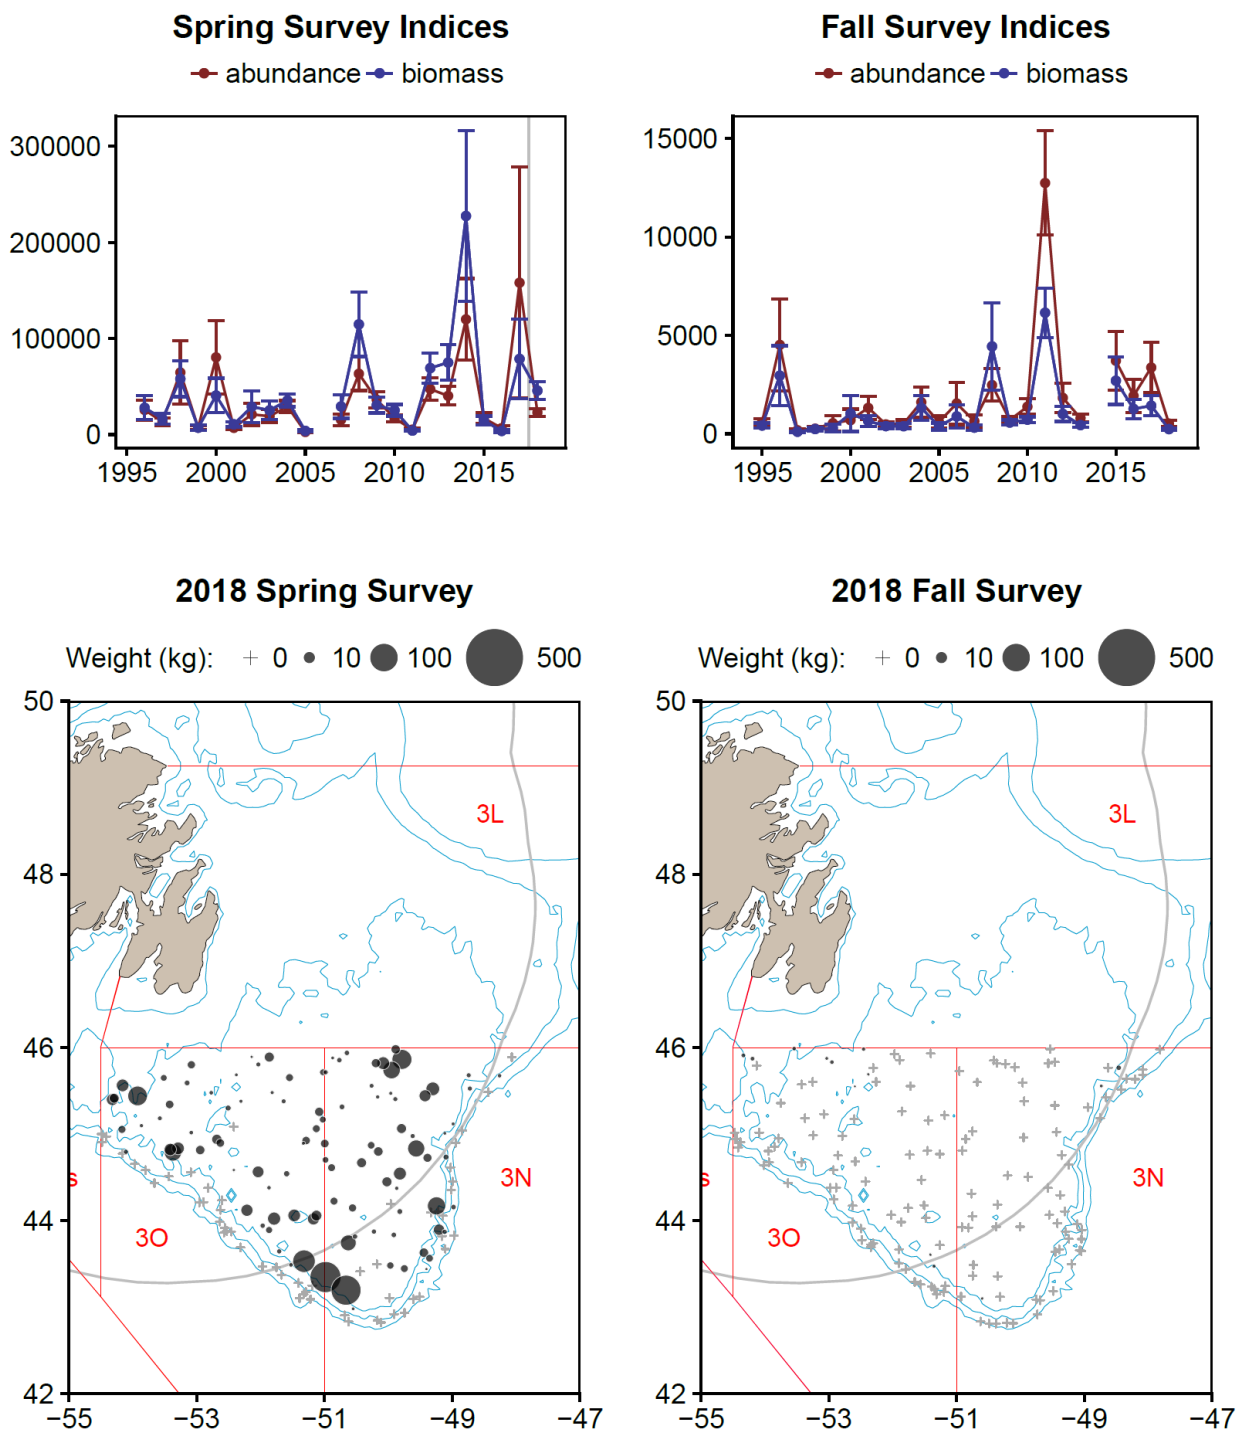 Spring Survey Indices
abundance biomass
300000
200000
100000
0
1995 2000 2005 2010 2015
Fall Survey Indices
abundance biomass
15000
10000
5000
0
1995 2000 2005 2010 2015
2018 Spring Survey
Weight (kg): 0 10 100 500
50
48
46
44
42
3L
3N
3O
s
−55 −53 −51 −49 −47
2018 Fall Survey
Weight (kg): 0 10 100 500
50
48
46
44
42
3L
3N
3O
s
−55 −53 −51 −49 −47